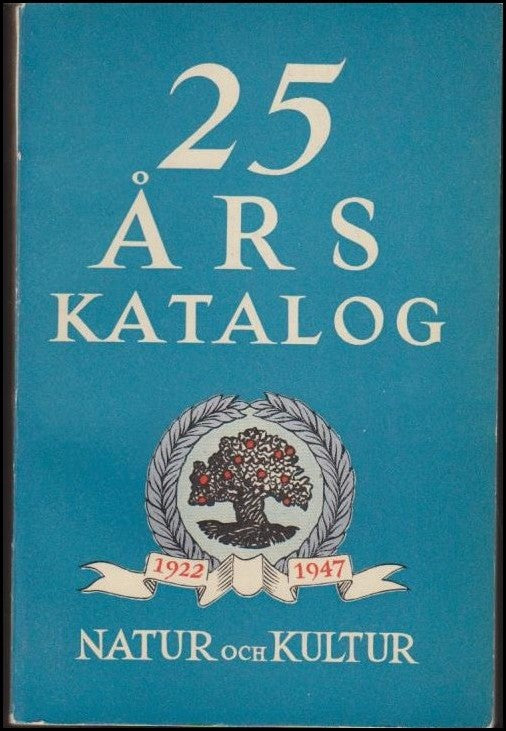 25
ÅRS
KATALOG
1922 1947
NATUR OCH KULTUR